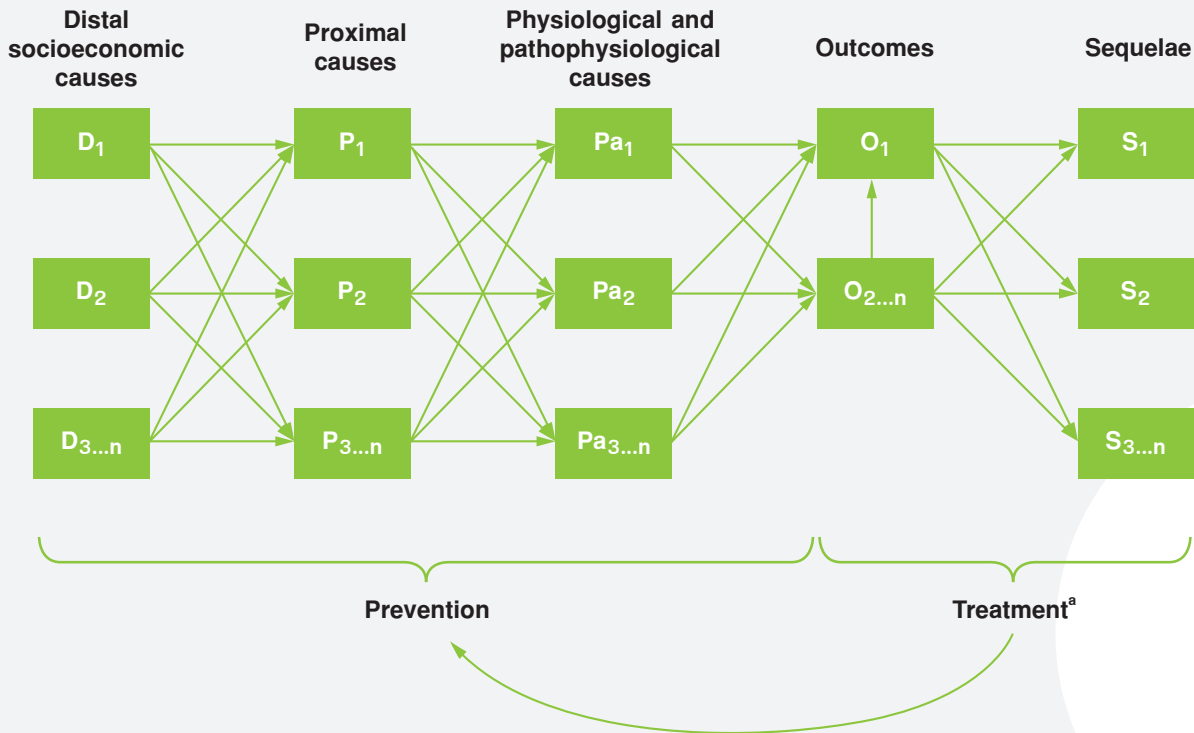 Distal
socioeconomic
causes
Proximal
causes
Physiological and
pathophysiological
causes
Outcomes
Sequelae
D1
P1
Pa1
O1
S1
D2
P2
Pa2
O2...n
S2
D3...n
P3...n
Pa3...n
S3...n
Prevention
Treatmentª